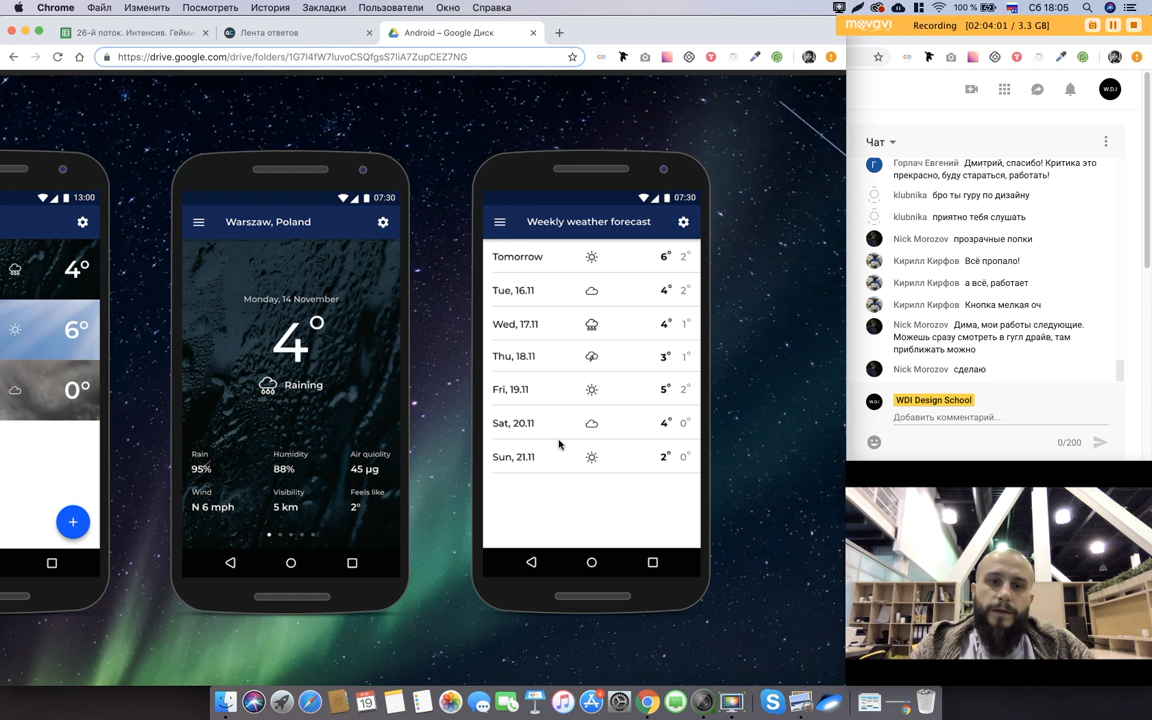 Chrome Файл Изменить Посмотреть История Закладки Пользователи Окно Справка
100 % Сб 18:05
movavi Recording [02:04:01 / 3.3 GB]
26-й поток. Интенсив. Гейми
Лента ответов
Android – Google Диск
https://drive.google.com/drive/folders/1G7l4fW7luvoCSQfgsS7liA7ZupCEZ7NG
13:00
4°
6°
0°
+
07:30
Warszaw, Poland
Monday, 14 November
4°
Raining
Rain Humidity Air quiolity
95% 88% 45 µg
Wind Visibility Feels like
N 6 mph 5 km 2°
07:30
Weekly weather forecast
Tomorrow 6° 2°
Tue, 16.11 4° 2°
Wed, 17.11 4° 1°
Thu, 18.11 3° 1°
Fri, 19.11 5° 2°
Sat, 20.11 4° 0°
Sun, 21.11 2° 0°
W.D.I
Чат
Г Горлач Евгений Дмитрий, спасибо! Критика это
прекрасно, буду стараться, работать!
klubnika бро ты гуру по дизайну
klubnika приятно тебя слушать
Nick Morozov прозрачные попки
Кирилл Кирфов Всё пропало!
Кирилл Кирфов а всё, работает
Кирилл Кирфов Кнопка мелкая оч
Nick Morozov Дима, мои работы следующие.
Можешь сразу смотреть в гугл драйв, там
приближать можно
Nick Morozov сделаю
W.D.I WDI Design School
Добавить комментарий...
0/200
19